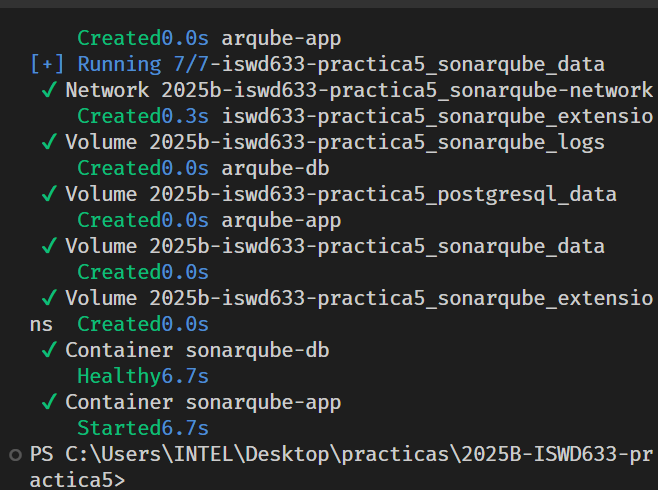 Created0.0s arqube-app
[+] Running 7/7-iswd633-practica5_sonarqube_data
✓ Network 2025b-iswd633-practica5_sonarqube-network
Created0.3s iswd633-practica5_sonarqube_extensio
✓ Volume 2025b-iswd633-practica5_sonarqube_logs
Created0.0s arqube-db
✓ Volume 2025b-iswd633-practica5_postgresql_data
Created0.0s arqube-app
✓ Volume 2025b-iswd633-practica5_sonarqube_data
Created0.0s
✓ Volume 2025b-iswd633-practica5_sonarqube_extensio
ns  Created0.0s
✓ Container sonarqube-db
Healthy6.7s
✓ Container sonarqube-app
Started6.7s
PS C:\Users\INTEL\Desktop\practicas\2025B-ISWD633-pr
actica5>